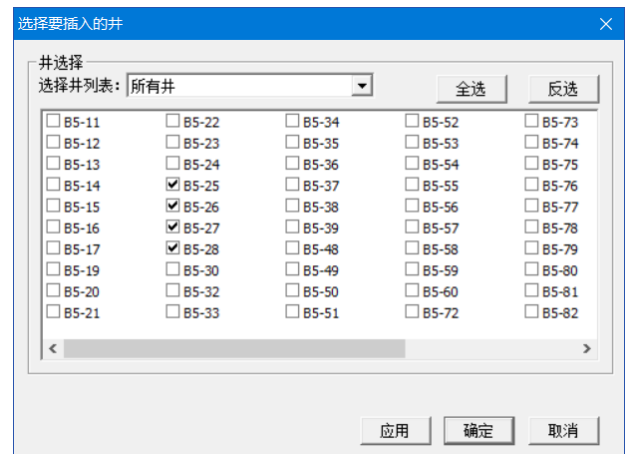 选择要插入的井
井选择
选择井列表: 所有井 全选 反选
B5-11 B5-22 B5-34 B5-52 B5-73
B5-12 B5-23 B5-35 B5-53 B5-74
B5-13 B5-24 B5-36 B5-54 B5-75
B5-14 B5-25 B5-37 B5-55 B5-76
B5-15 B5-26 B5-38 B5-56 B5-77
B5-16 B5-27 B5-39 B5-57 B5-78
B5-17 B5-28 B5-48 B5-58 B5-79
B5-19 B5-30 B5-49 B5-59 B5-80
B5-20 B5-32 B5-50 B5-60 B5-81
B5-21 B5-33 B5-51 B5-72 B5-82
应用 确定 取消